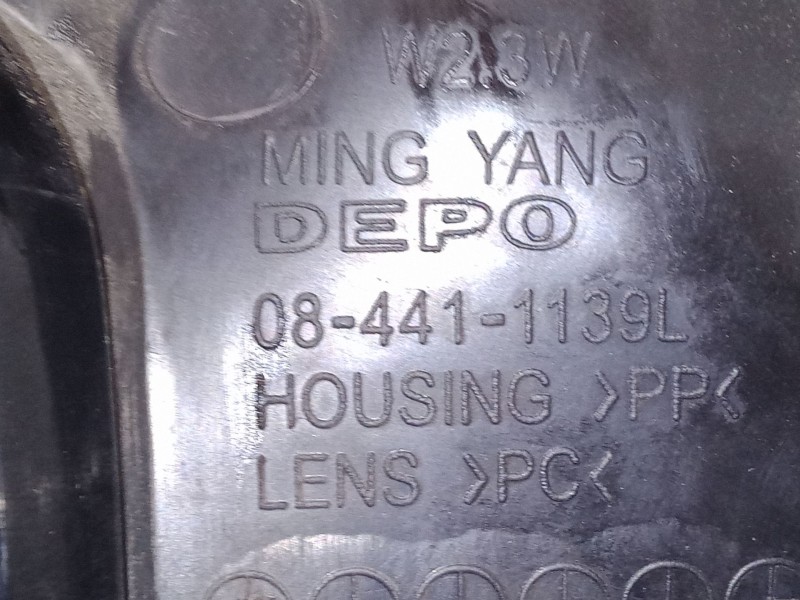 W2.3W
MING YANG
DEPO
08-441-1139L
HOUSING >PP<
LENS >PC<